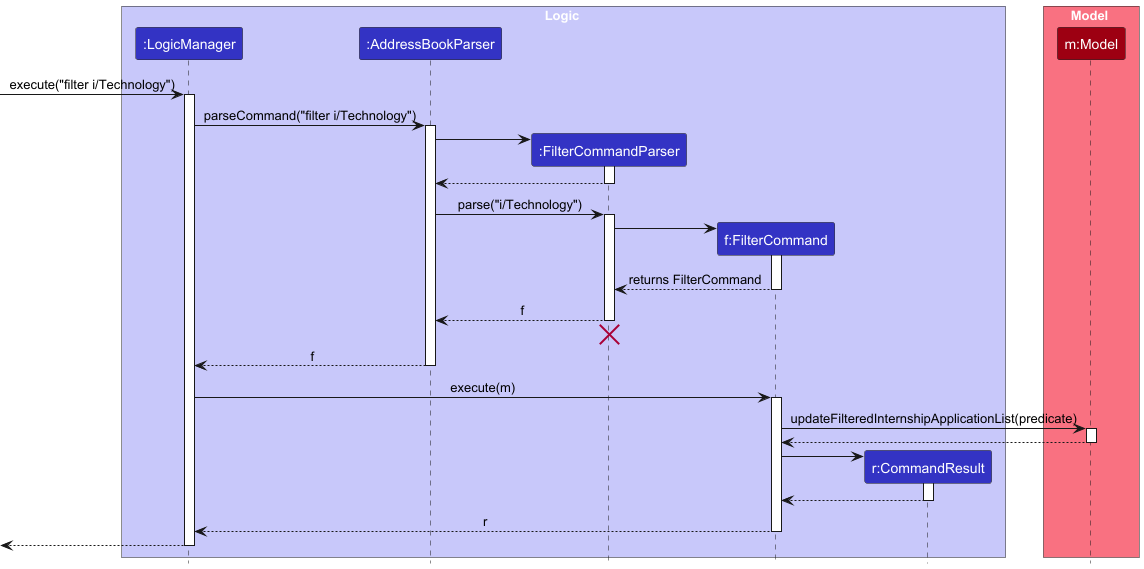 Logic
Model
:LogicManager
:AddressBookParser
m:Model
execute("filter i/Technology")
parseCommand("filter i/Technology")
:FilterCommandParser
parse("i/Technology")
f:FilterCommand
returns FilterCommand
f
f
execute(m)
updateFilteredInternshipApplicationList(predicate)
r:CommandResult
r